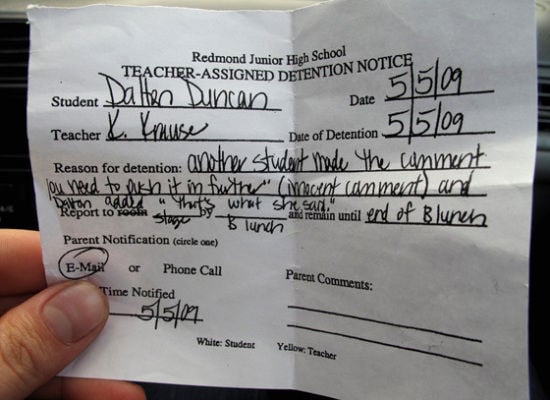 Redmond Junior High School
TEACHER-ASSIGNED DETENTION NOTICE
Student Dalton Duncan Date 5/5/09
Teacher K. Krause Date of Detention 5/5/09
Reason for detention: another student made the comment
"you need to push it in further" (innocent comment) and
Dalton added "that's what she said."
Report to room stage by B lunch and remain until end of B lunch
Parent Notification (circle one)
E-Mail or Phone Call
Parent Comments:
Time Notified
5/5/09
White: Student Yellow: Teacher